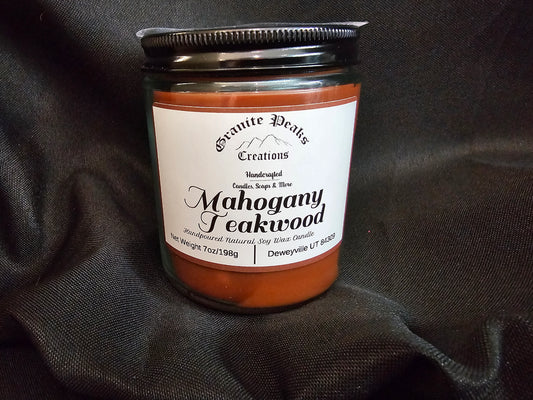 Granite Peaks
Creations
Handcrafted
Candles, Soaps & More
Mahogany
Teakwood
Handpoured Natural Soy Wax Candle
Net Weight 7oz/198g
Deweyville UT 84309